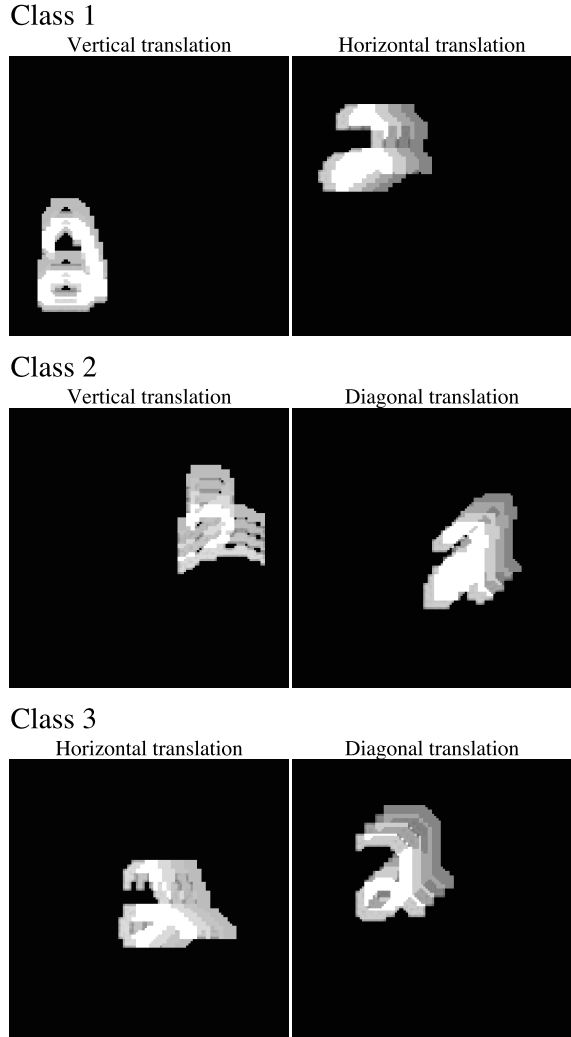 Class 1
Vertical translation Horizontal translation
Class 2
Vertical translation Diagonal translation
Class 3
Horizontal translation Diagonal translation